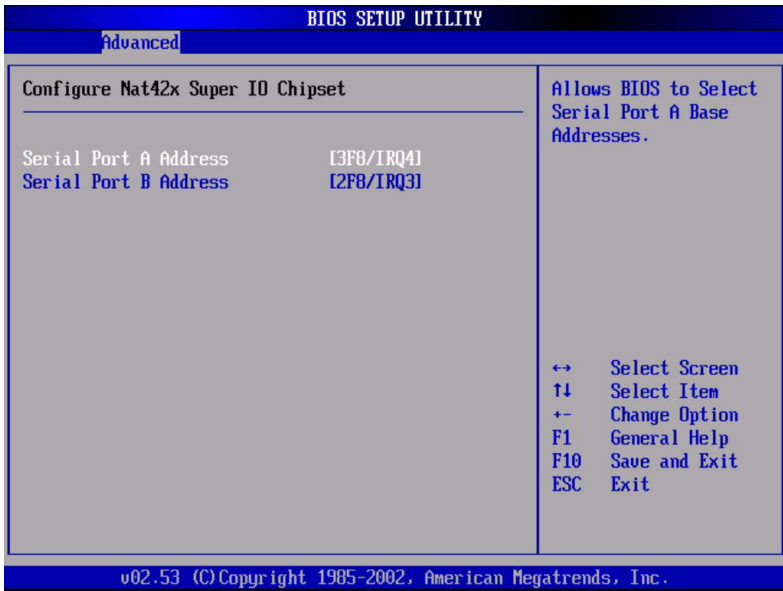 BIOS SETUP UTILITY
Advanced
Configure Nat42x Super IO Chipset
Serial Port A Address [3F8/IRQ4]
Serial Port B Address [2F8/IRQ3]
Allows BIOS to Select
Serial Port A Base
Addresses.
↔ Select Screen
↑↓ Select Item
+- Change Option
F1 General Help
F10 Save and Exit
ESC Exit
v02.53 (C)Copyright 1985-2002, American Megatrends, Inc.